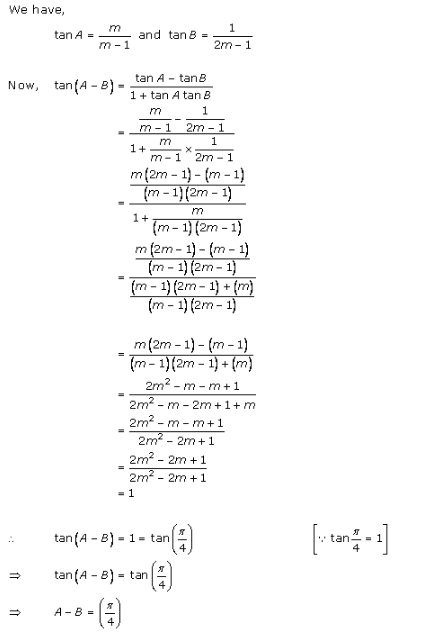 We have,
tan A = m/(m − 1) and tan B = 1/(2m − 1)
Now, tan(A − B) = (tan A − tan B)/(1 + tan A tan B)
= (m/(m − 1) − 1/(2m − 1))/(1 + m/(m − 1) × 1/(2m − 1))
= ((m(2m − 1) − (m − 1))/((m − 1)(2m − 1)))/(1 + m/((m − 1)(2m − 1)))
= ((m(2m − 1) − (m − 1))/((m − 1)(2m − 1)))/(((m − 1)(2m − 1) + (m))/((m − 1)(2m − 1)))
= (m(2m − 1) − (m − 1))/((m − 1)(2m − 1) + (m))
= (2m² − m − m + 1)/(2m² − m − 2m + 1 + m)
= (2m² − m − m + 1)/(2m² − 2m + 1)
= (2m² − 2m + 1)/(2m² − 2m + 1)
= 1
∴ tan(A − B) = 1 = tan(π/4) [∵ tan π/4 = 1]
⇒ tan(A − B) = tan(π/4)
⇒ A − B = (π/4)